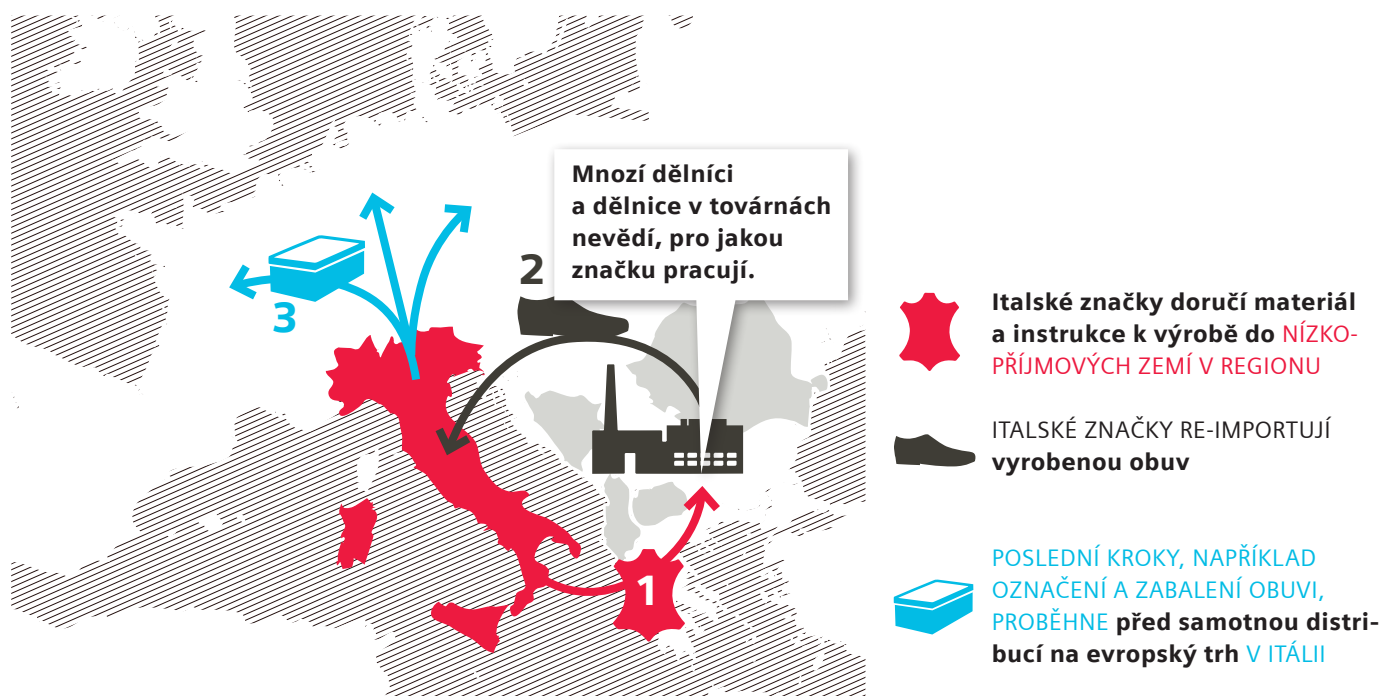 Mnozí dělníci
a dělnice v továrnách
nevědí, pro jakou
značku pracují.
2
3
1
Italské značky doručí materiál
a instrukce k výrobě do NÍZKO-
PŘÍJMOVÝCH ZEMÍ V REGIONU
ITALSKÉ ZNAČKY RE-IMPORTUJÍ
vyrobenou obuv
POSLEDNÍ KROKY, NAPŘÍKLAD
OZNAČENÍ A ZABALENÍ OBUVI,
PROBĚHNE před samotnou distri-
bucí na evropský trh V ITÁLII